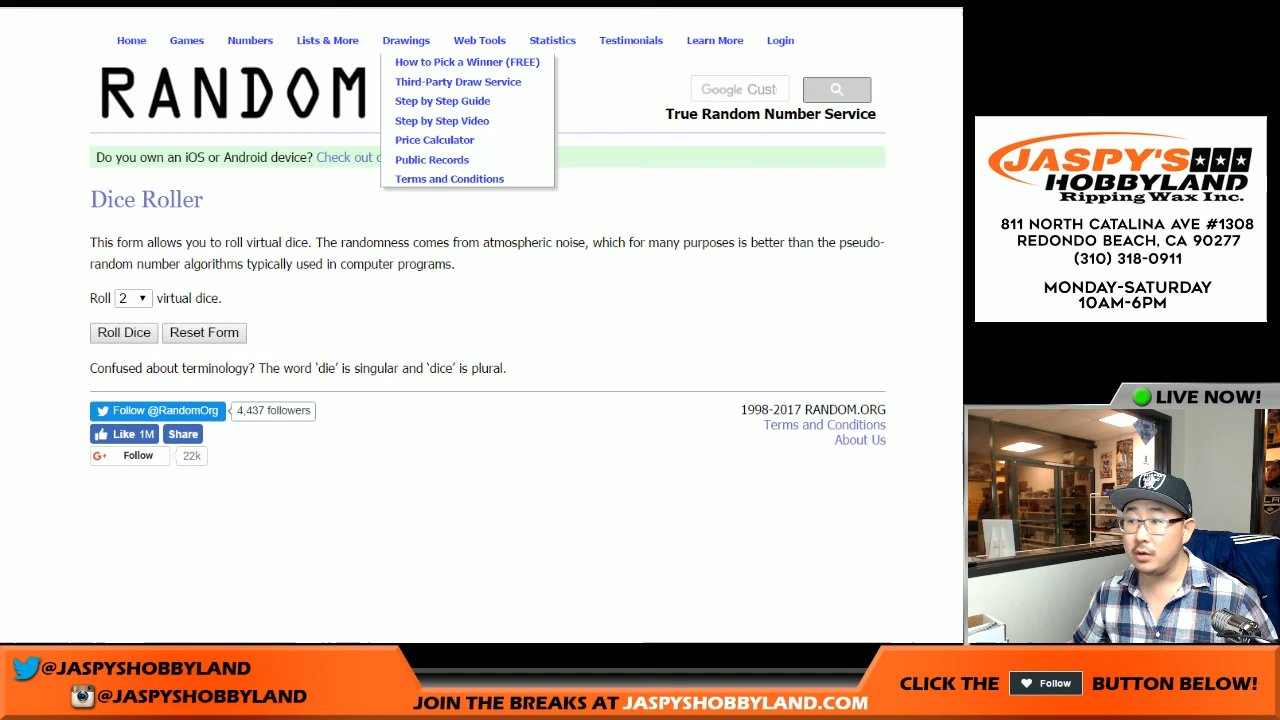 Home Games Numbers Lists & More Drawings Web Tools Statistics Testimonials Learn More Login
How to Pick a Winner (FREE)
Third-Party Draw Service
Step by Step Guide
Step by Step Video
Price Calculator
Public Records
Terms and Conditions
RANDOM
Google Cust
True Random Number Service
Do you own an iOS or Android device? Check out
Dice Roller
This form allows you to roll virtual dice. The randomness comes from atmospheric noise, which for many purposes is better than the pseudo-
random number algorithms typically used in computer programs.
Roll 2 virtual dice.
Roll Dice Reset Form
Confused about terminology? The word ‘die’ is singular and ‘dice’ is plural.
Follow @RandomOrg 4,437 followers
Like 1M Share
G+ Follow 22k
1998-2017 RANDOM.ORG
Terms and Conditions
About Us
JASPY'S
HOBBYLAND
Ripping Wax Inc.
811 NORTH CATALINA AVE #1308
REDONDO BEACH, CA 90277
(310) 318-0911
MONDAY-SATURDAY
10AM-6PM
LIVE NOW!
@JASPYSHOBBYLAND
@JASPYSHOBBYLAND
JOIN THE BREAKS AT JASPYSHOBBYLAND.COM
CLICK THE Follow BUTTON BELOW!